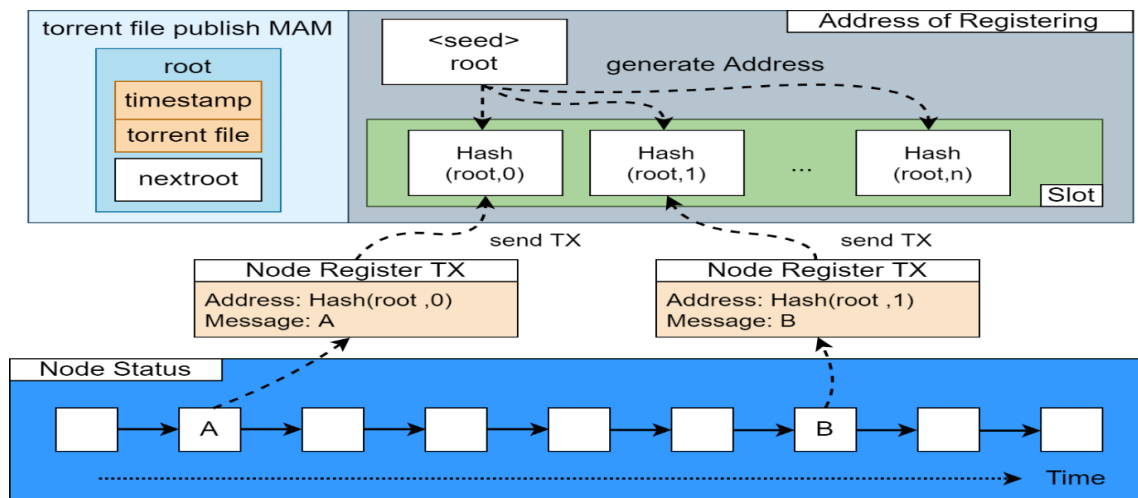 torrent file publish MAM
root
timestamp
torrent file
nextroot
Address of Registering
<seed>
root
generate Address
Hash
(root,0)
Hash
(root,1)
...
Hash
(root,n)
Slot
send TX
send TX
Node Register TX
Address: Hash(root ,0)
Message: A
Node Register TX
Address: Hash(root ,1)
Message: B
Node Status
A
B
Time